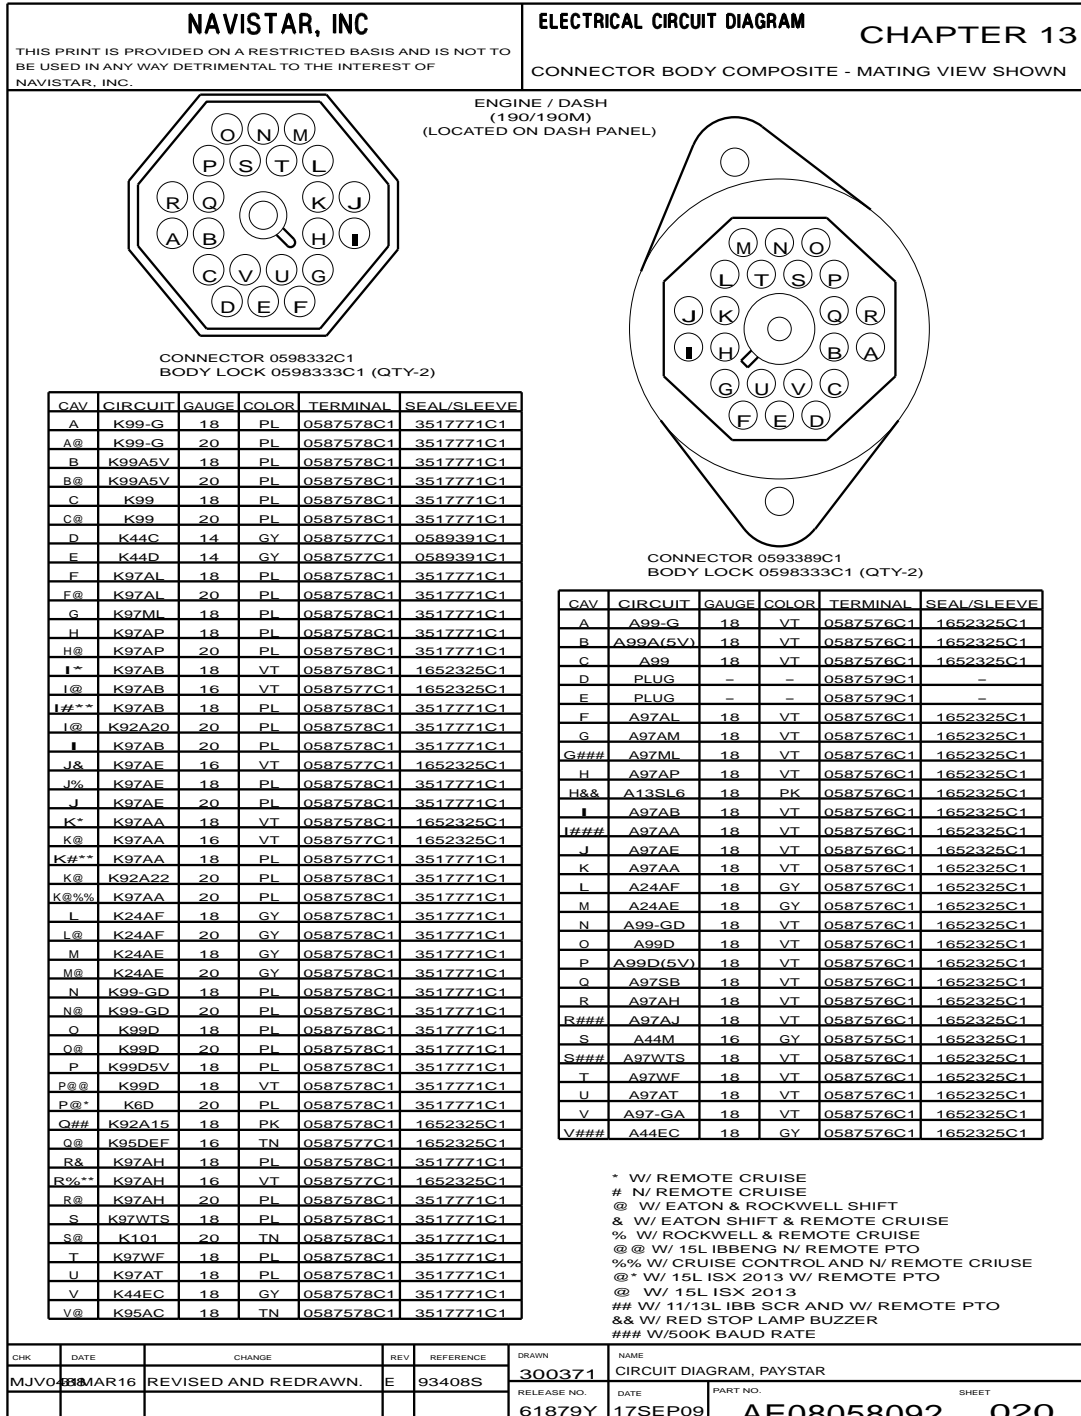 NAVISTAR, INC
THIS PRINT IS PROVIDED ON A RESTRICTED BASIS AND IS NOT TO
BE USED IN ANY WAY DETRIMENTAL TO THE INTEREST OF
NAVISTAR, INC.
ELECTRICAL CIRCUIT DIAGRAM
CHAPTER 13
CONNECTOR BODY COMPOSITE - MATING VIEW SHOWN
ENGINE / DASH
(190/190M)
(LOCATED ON DASH PANEL)
O N M
P S T L
R Q K J
A B H I
C V U G
D E F
CONNECTOR 0598332C1
BODY LOCK 0598333C1 (QTY-2)
CAV CIRCUIT GAUGE COLOR TERMINAL SEAL/SLEEVE
A K99-G 18 PL 0587578C1 3517771C1
A@ K99-G 20 PL 0587578C1 3517771C1
B K99A5V 18 PL 0587578C1 3517771C1
B@ K99A5V 20 PL 0587578C1 3517771C1
C K99 18 PL 0587578C1 3517771C1
C@ K99 20 PL 0587578C1 3517771C1
D K44C 14 GY 0587577C1 0589391C1
E K44D 14 GY 0587577C1 0589391C1
F K97AL 18 PL 0587578C1 3517771C1
F@ K97AL 20 PL 0587578C1 3517771C1
G K97ML 18 PL 0587578C1 3517771C1
H K97AP 18 PL 0587578C1 3517771C1
H@ K97AP 20 PL 0587578C1 3517771C1
I* K97AB 18 VT 0587578C1 1652325C1
I@ K97AB 16 VT 0587577C1 1652325C1
I#** K97AB 18 PL 0587578C1 3517771C1
I@ K92A20 20 PL 0587578C1 3517771C1
I K97AB 20 PL 0587578C1 3517771C1
J& K97AE 16 VT 0587577C1 1652325C1
J% K97AE 18 PL 0587578C1 3517771C1
J K97AE 20 PL 0587578C1 3517771C1
K* K97AA 18 VT 0587578C1 1652325C1
K@ K97AA 16 VT 0587577C1 1652325C1
K#** K97AA 18 PL 0587577C1 3517771C1
K@ K92A22 20 PL 0587578C1 3517771C1
K@%% K97AA 20 PL 0587578C1 3517771C1
L K24AF 18 GY 0587578C1 3517771C1
L@ K24AF 20 GY 0587578C1 3517771C1
M K24AE 18 GY 0587578C1 3517771C1
M@ K24AE 20 GY 0587578C1 3517771C1
N K99-GD 18 PL 0587578C1 3517771C1
N@ K99-GD 20 PL 0587578C1 3517771C1
O K99D 18 PL 0587578C1 3517771C1
O@ K99D 20 PL 0587578C1 3517771C1
P K99D5V 18 PL 0587578C1 3517771C1
P@@ K99D 18 VT 0587578C1 3517771C1
P@* K6D 20 PL 0587578C1 3517771C1
Q## K92A15 18 PK 0587578C1 1652325C1
Q@ K95DEF 16 TN 0587577C1 1652325C1
R& K97AH 18 PL 0587578C1 3517771C1
R%** K97AH 16 VT 0587577C1 1652325C1
R@ K97AH 20 PL 0587578C1 3517771C1
S K97WTS 18 PL 0587578C1 3517771C1
S@ K101 20 TN 0587578C1 3517771C1
T K97WF 18 PL 0587578C1 3517771C1
U K97AT 18 PL 0587578C1 3517771C1
V K44EC 18 GY 0587578C1 3517771C1
V@ K95AC 18 TN 0587578C1 3517771C1
M N O
L T S P
J K Q R
I H B A
G U V C
F E D
CONNECTOR 0593389C1
BODY LOCK 0598333C1 (QTY-2)
CAV CIRCUIT GAUGE COLOR TERMINAL SEAL/SLEEVE
A A99-G 18 VT 0587576C1 1652325C1
B A99A(5V) 18 VT 0587576C1 1652325C1
C A99 18 VT 0587576C1 1652325C1
D PLUG – – 0587579C1 –
E PLUG – – 0587579C1 –
F A97AL 18 VT 0587576C1 1652325C1
G A97AM 18 VT 0587576C1 1652325C1
G### A97ML 18 VT 0587576C1 1652325C1
H A97AP 18 VT 0587576C1 1652325C1
H&& A13SL6 18 PK 0587576C1 1652325C1
I A97AB 18 VT 0587576C1 1652325C1
I### A97AA 18 VT 0587576C1 1652325C1
J A97AE 18 VT 0587576C1 1652325C1
K A97AA 18 VT 0587576C1 1652325C1
L A24AF 18 GY 0587576C1 1652325C1
M A24AE 18 GY 0587576C1 1652325C1
N A99-GD 18 VT 0587576C1 1652325C1
O A99D 18 VT 0587576C1 1652325C1
P A99D(5V) 18 VT 0587576C1 1652325C1
Q A97SB 18 VT 0587576C1 1652325C1
R A97AH 18 VT 0587576C1 1652325C1
R### A97AJ 18 VT 0587576C1 1652325C1
S A44M 16 GY 0587575C1 1652325C1
S### A97WTS 18 VT 0587576C1 1652325C1
T A97WF 18 VT 0587576C1 1652325C1
U A97AT 18 VT 0587576C1 1652325C1
V A97-GA 18 VT 0587576C1 1652325C1
V### A44EC 18 GY 0587576C1 1652325C1
* W/ REMOTE CRUISE
# N/ REMOTE CRUISE
@ W/ EATON & ROCKWELL SHIFT
& W/ EATON SHIFT & REMOTE CRUISE
% W/ ROCKWELL & REMOTE CRUISE
@@ W/ 15L IBBENG N/ REMOTE PTO
%% W/ CRUISE CONTROL AND N/ REMOTE CRIUSE
@* W/ 15L ISX 2013 W/ REMOTE PTO
@ W/ 15L ISX 2013
## W/ 11/13L IBB SCR AND W/ REMOTE PTO
&& W/ RED STOP LAMP BUZZER
### W/500K BAUD RATE
CHK DATE CHANGE REV REFERENCE
MAR16 REVISED AND REDRAWN. E 93408S
DRAWN
300371
NAME
CIRCUIT DIAGRAM, PAYSTAR
RELEASE NO.
61879Y
DATE
17SEP09
PART NO.
AE08058092
SHEET
020